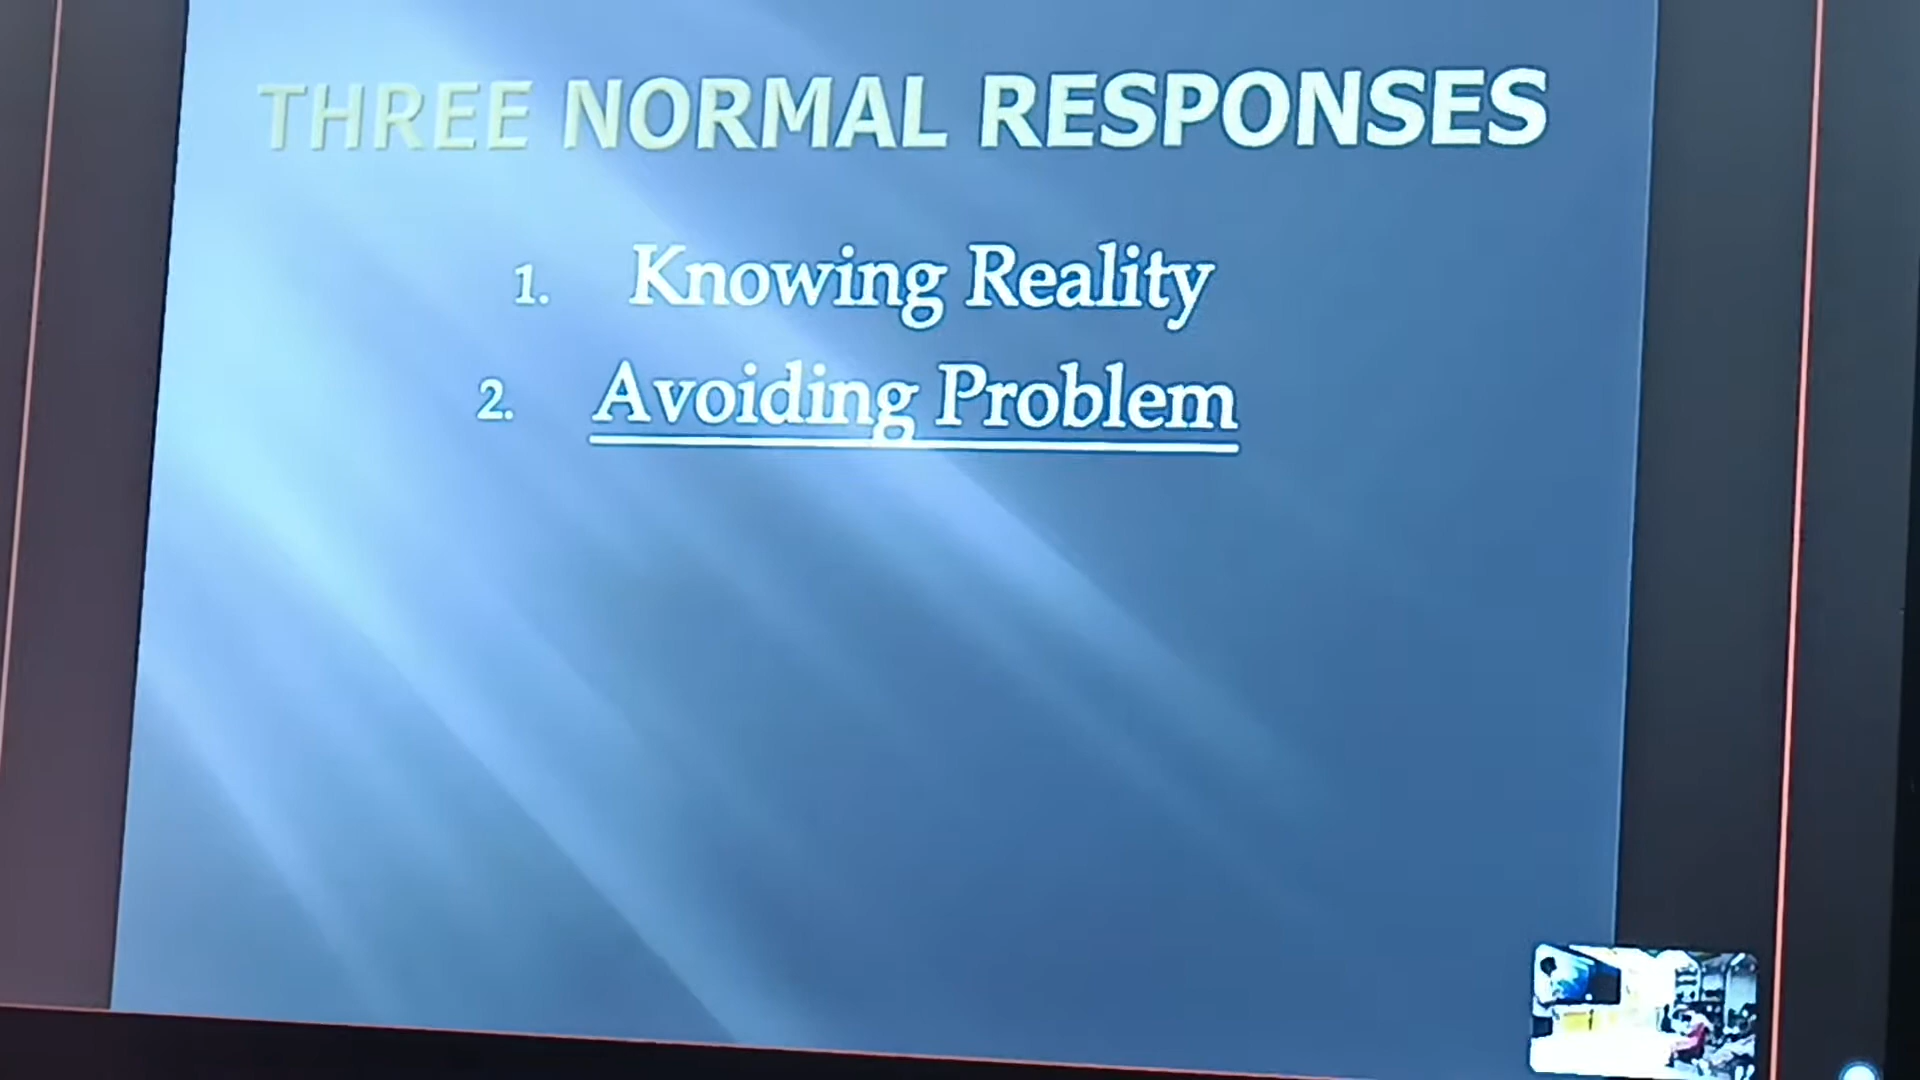 THREE NORMAL RESPONSES
1. Knowing Reality
2. Avoiding Problem